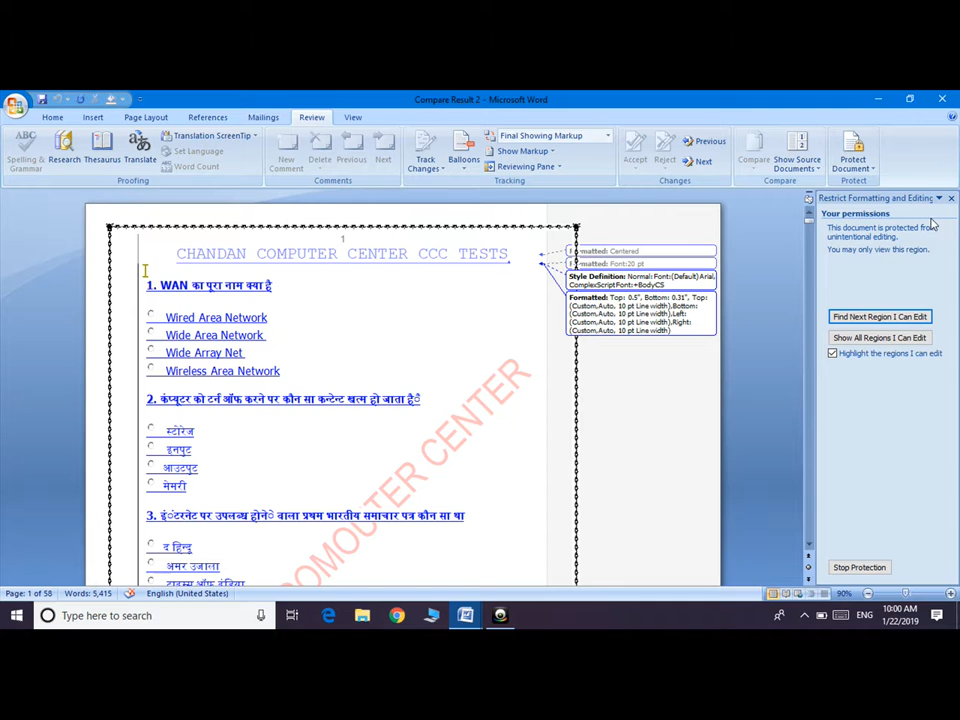 Compare Result 2 - Microsoft Word
Home Insert Page Layout References Mailings Review View
Spelling & Grammar
Research
Thesaurus
Translate
Translation ScreenTip
Set Language
Word Count
Proofing
New Comment
Delete
Previous
Next
Comments
Track Changes
Balloons
Final Showing Markup
Show Markup
Reviewing Pane
Tracking
Accept
Reject
Previous
Next
Changes
Compare
Show Source Documents
Compare
Protect Document
Protect
Restrict Formatting and Editing
Your permissions
This document is protected from
unintentional editing.
You may only view this region.
Find Next Region I Can Edit
Show All Regions I Can Edit
Highlight the regions I can edit
Stop Protection
1
CHANDAN COMPUTER CENTER CCC TESTS
1. WAN का पूरा नाम क्या है
Wired Area Network
Wide Area Network
Wide Array Net
Wireless Area Network
2. कंप्यूटर को टर्न ऑफ करने पर कौन सा कन्टेन्ट खत्म हो जाता है
स्टोरेज
इनपुट
आउटपुट
मेमरी
3. इंटरनेट पर उपलब्ध होने वाला प्रथम भारतीय समाचार पत्र कौन सा था
द हिन्दू
अमर उजाला
टाइम्स ऑफ इंडिया
Formatted: Centered
Formatted: Font:20 pt
Style Definition: Normal: Font:(Default) Arial,
ComplexScriptFont:+BodyCS
Formatted: Top: 0.5", Bottom: 0.31", Top:
(Custom,Auto, 10 pt Line width),Bottom:
(Custom,Auto, 10 pt Line width),Left:
(Custom,Auto, 10 pt Line width),Right:
(Custom,Auto, 10 pt Line width)
OMOUTER CENTER
Page: 1 of 58 Words: 5,415 English (United States) 90%
Type here to search
ENG
10:00 AM
1/22/2019